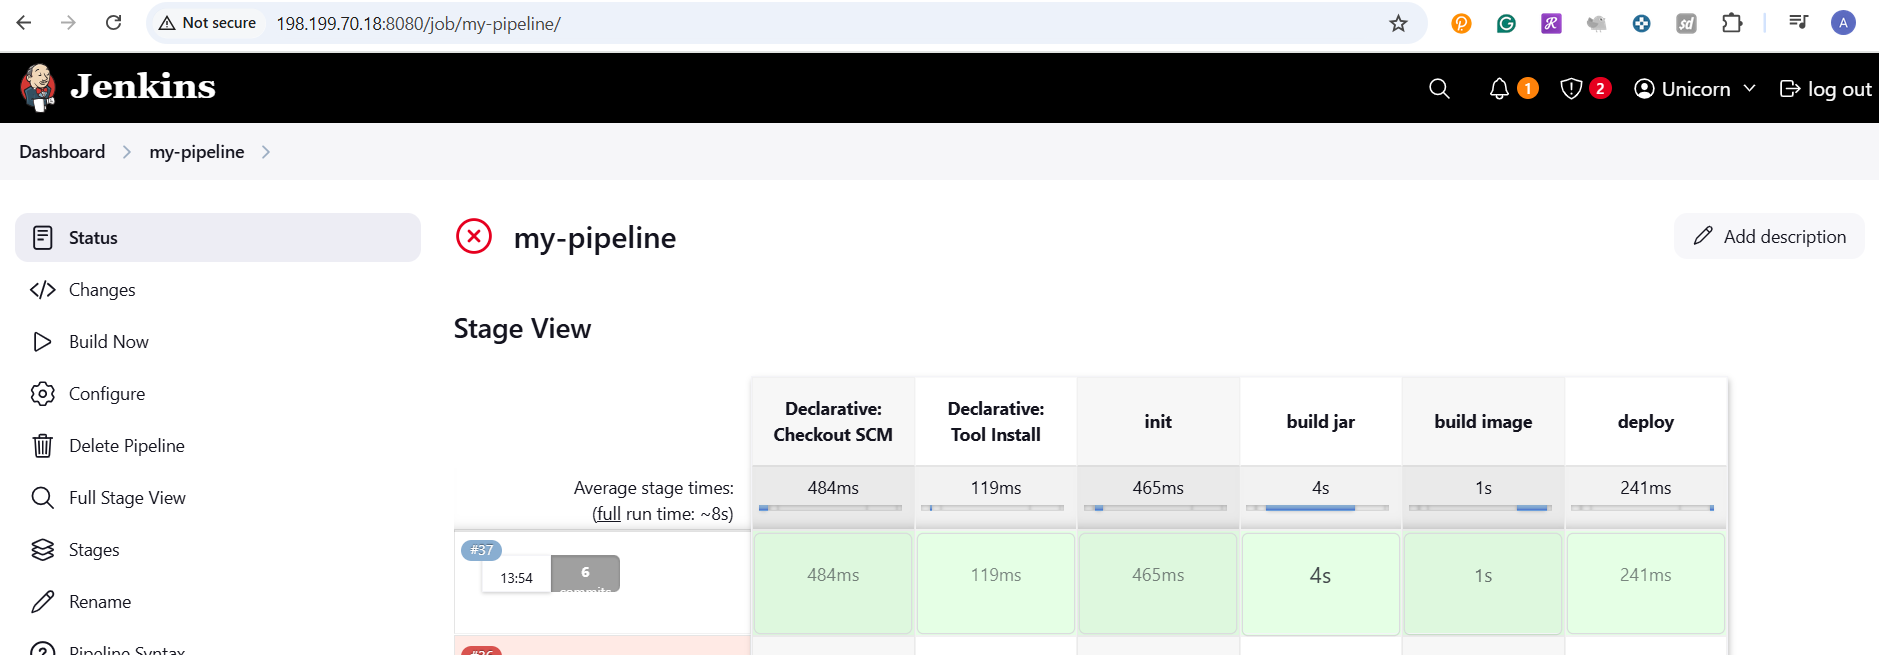 Not secure
198.199.70.18:8080/job/my-pipeline/
A
Jenkins
1
2
Unicorn
log out
Dashboard
my-pipeline
Status
Changes
Build Now
Configure
Delete Pipeline
Full Stage View
Stages
Rename
Pipeline Syntax
my-pipeline
Add description
Stage View
Declarative:
Checkout SCM
Declarative:
Tool Install
init
build jar
build image
deploy
Average stage times:
(full run time: ~8s)
484ms
119ms
465ms
4s
1s
241ms
#37
13:54
6
commits
484ms
119ms
465ms
4s
1s
241ms
#36